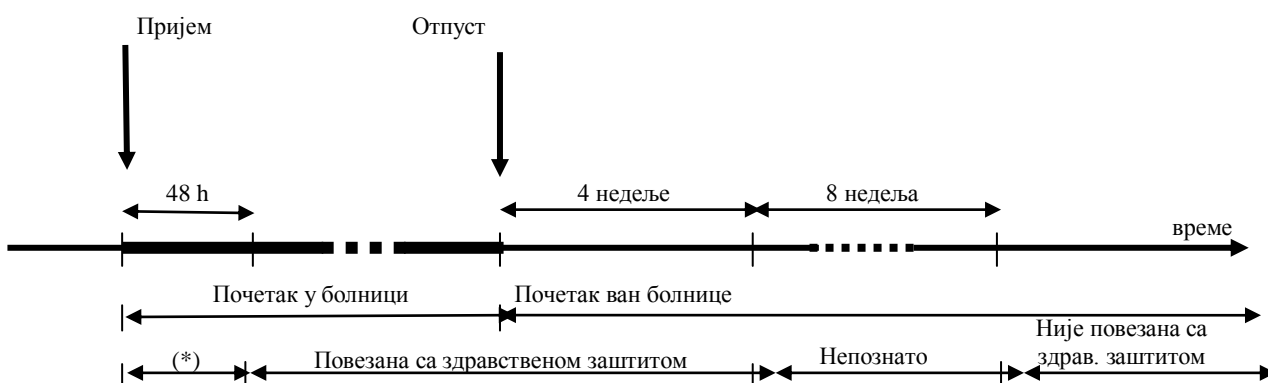 Пријем
Отпуст
48 h
4 недеље
8 недеља
време
Почетак у болници
Почетак ван болнице
(*)
Повезана са здравственом заштитом
Непознато
Није повезана са
здрав. заштитом